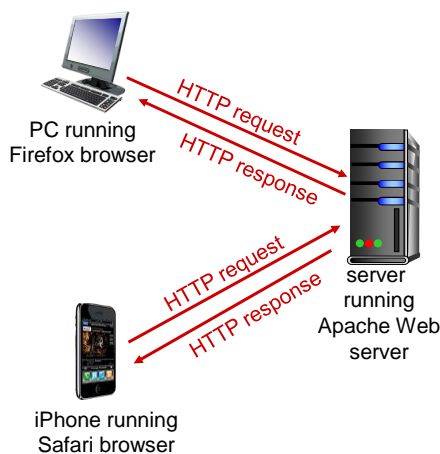 HTTP request
HTTP response
PC running
Firefox browser
HTTP request
HTTP response
server
running
Apache Web
server
iPhone running
Safari browser